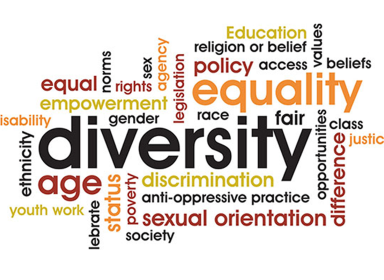 Education
religion or belief
values
norms
sex
agency
policy
access
beliefs
equal
rights
legislation
equality
empowerment
isability
gender
race
fair
opportunities
class
justic
diversity
ethnicity
difference
age
status
poverty
discrimination
anti-oppressive practice
youth work
lebrate
sexual orientation
society